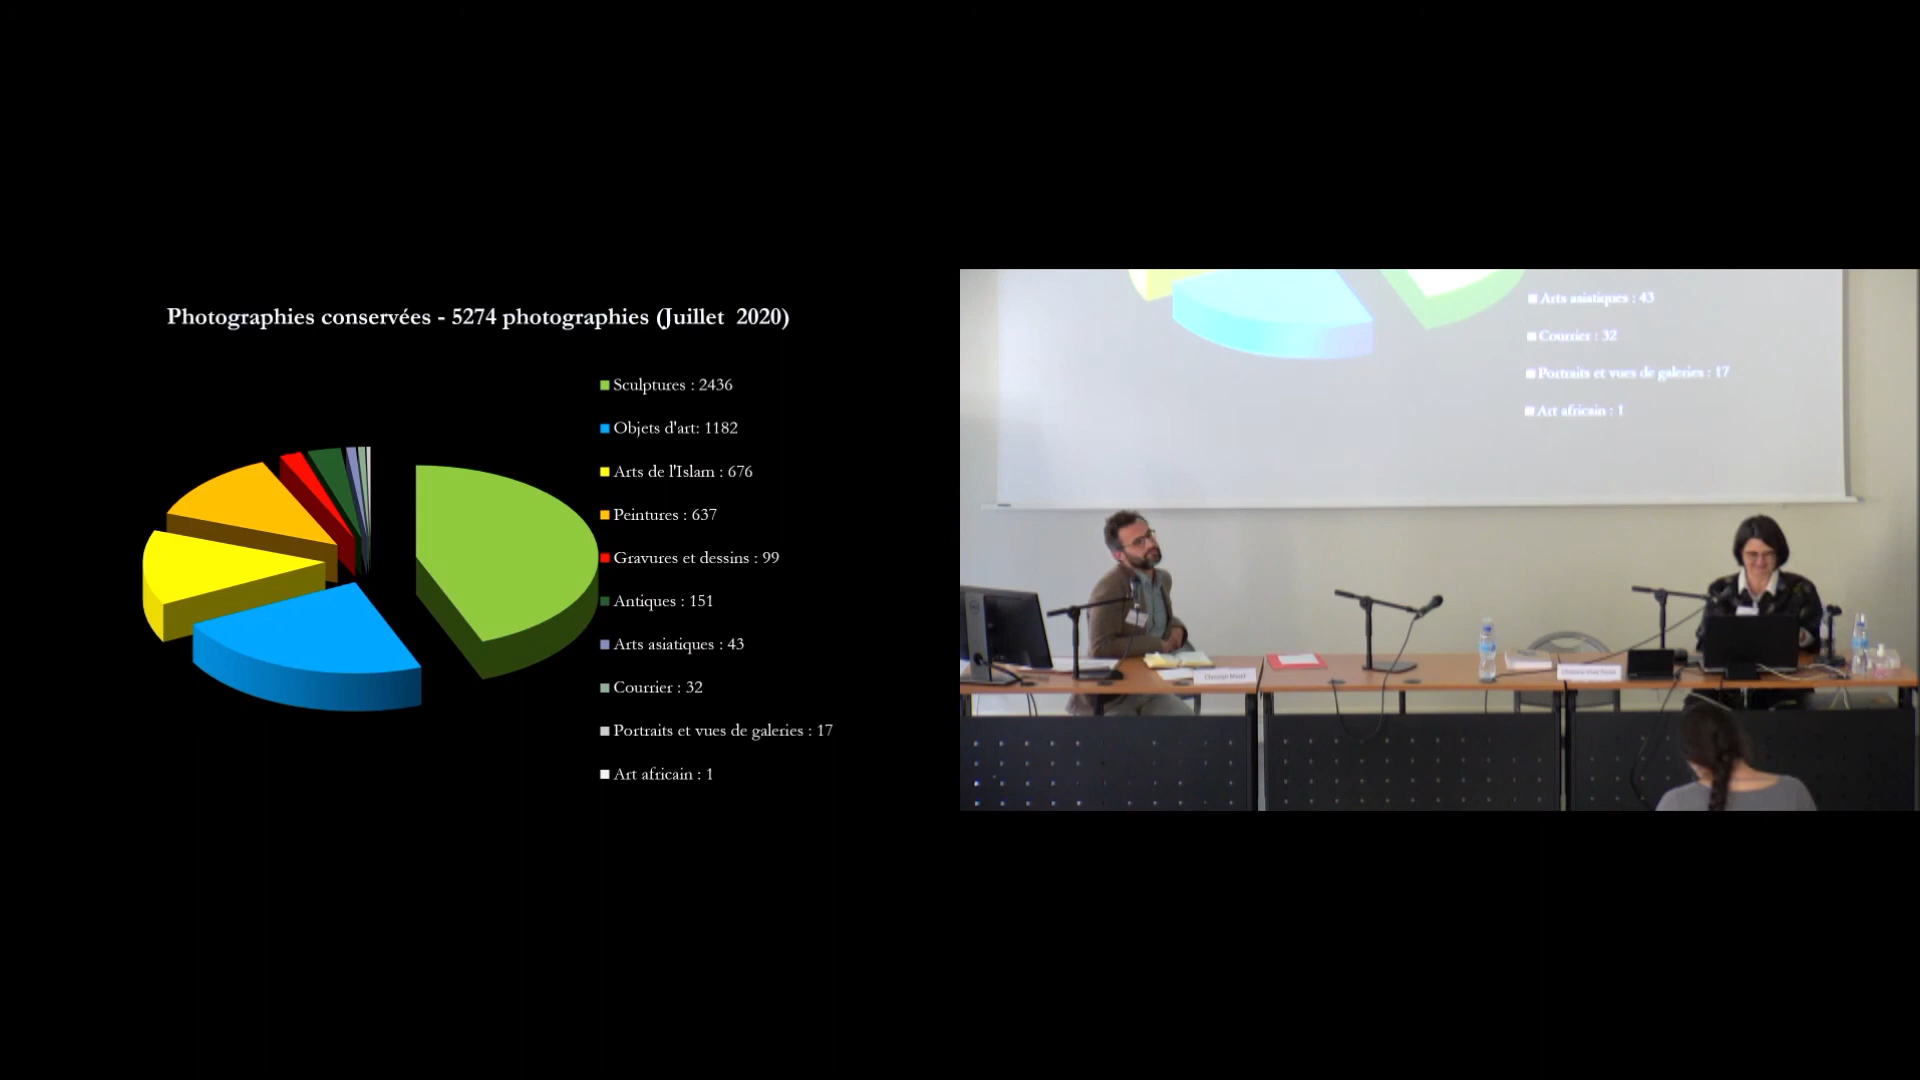 Photographies conservées - 5274 photographies (Juillet 2020)
Sculptures : 2436
Objets d'art: 1182
Arts de l'Islam : 676
Peintures : 637
Gravures et dessins : 99
Antiques : 151
Arts asiatiques : 43
Courrier : 32
Portraits et vues de galeries : 17
Art africain : 1
Arts asiatiques : 43
Courrier : 32
Portraits et vues de galeries : 17
Art africain : 1